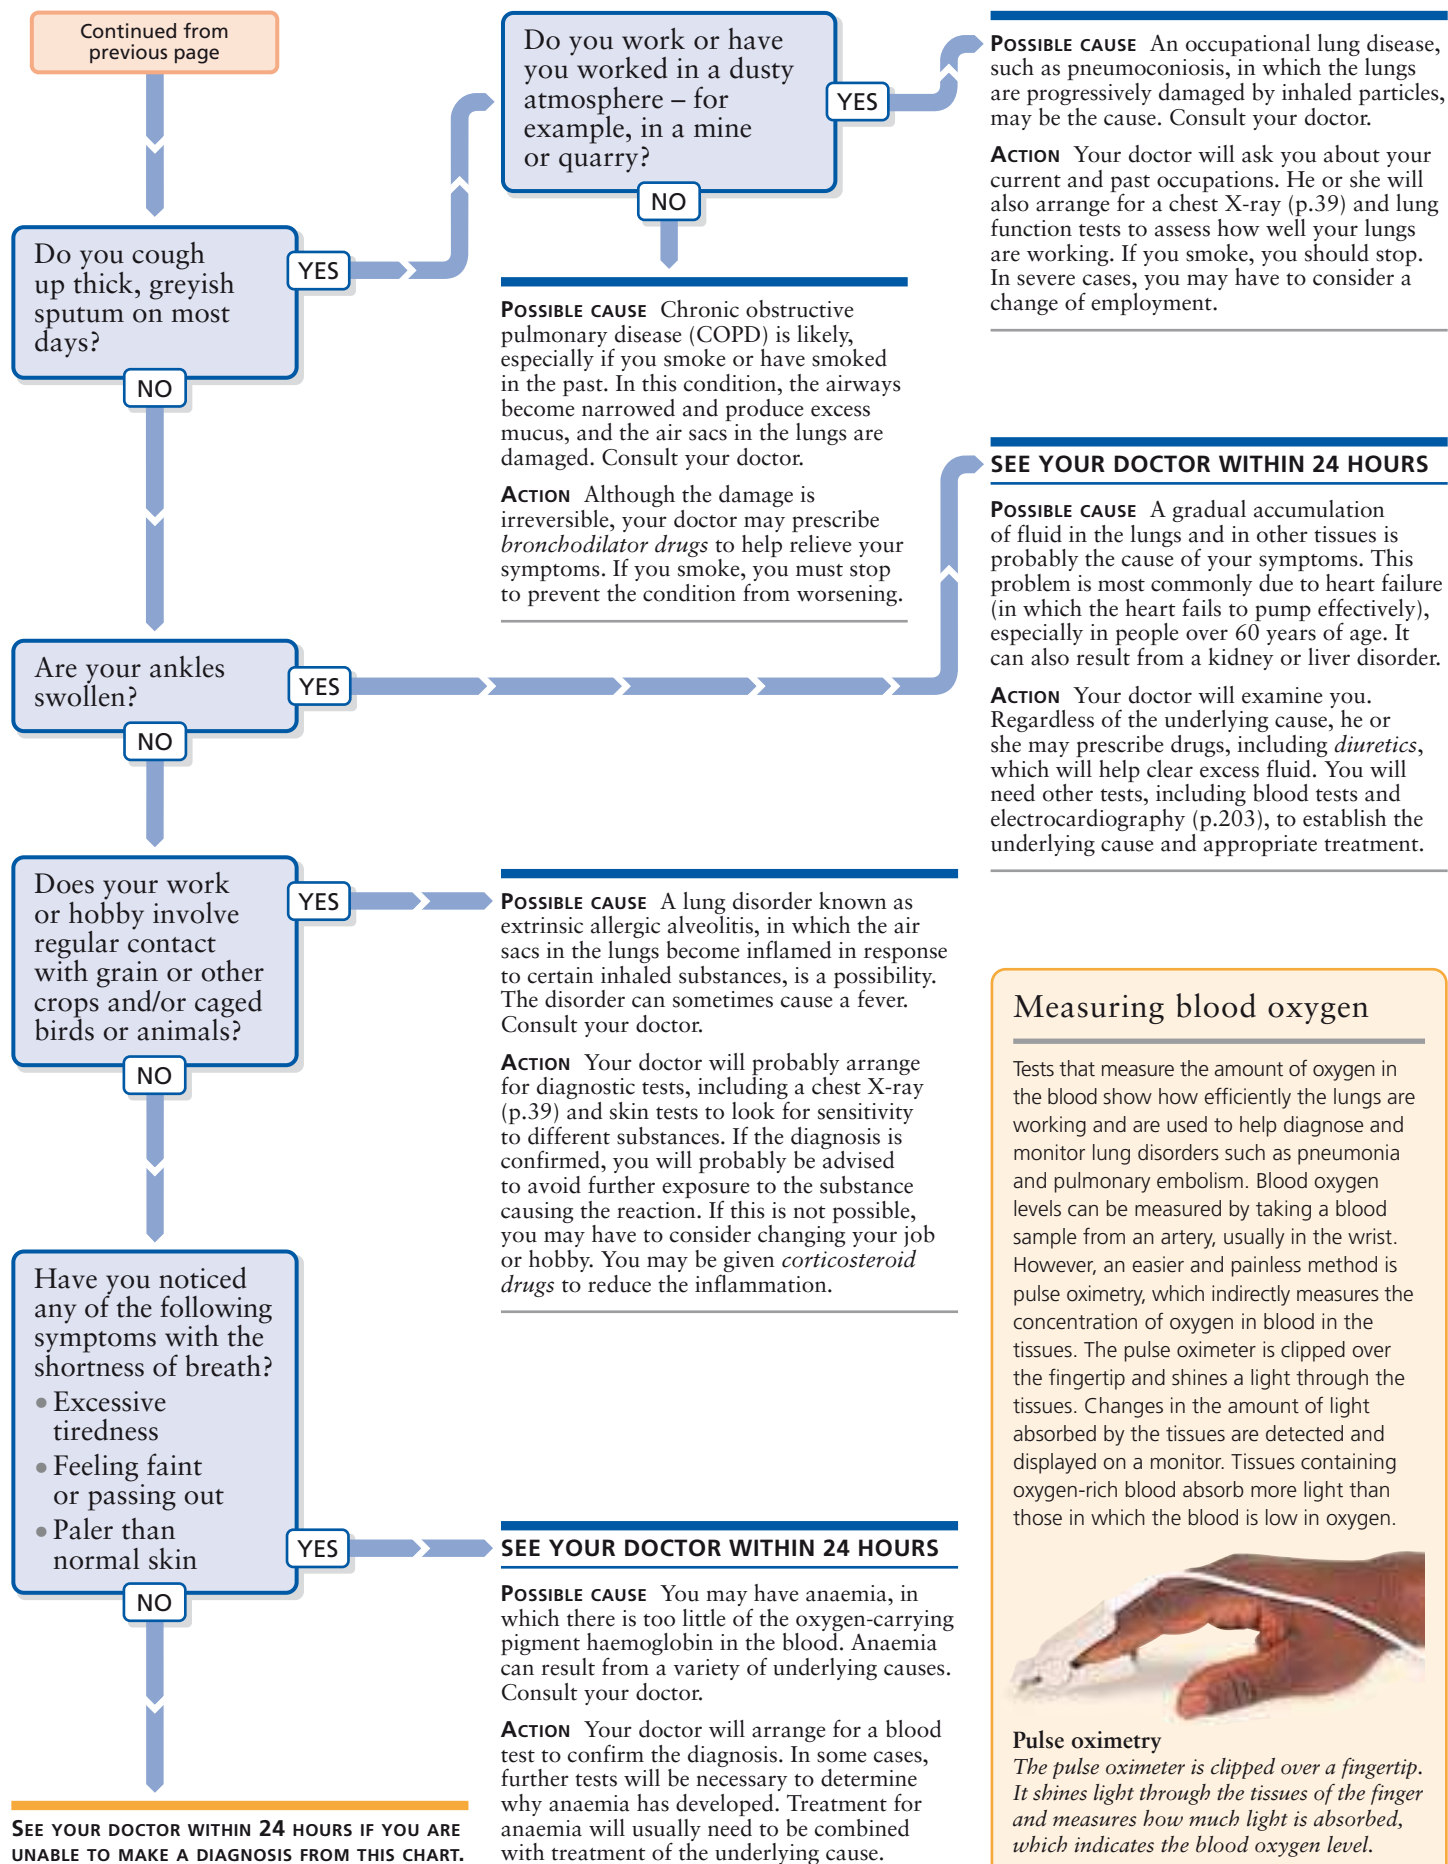 Continued from
previous page
Do you cough
up thick, greyish
sputum on most
days?
YES
NO
Do you work or have
you worked in a dusty
atmosphere – for
example, in a mine
or quarry?
YES
NO
POSSIBLE CAUSE An occupational lung disease,
such as pneumoconiosis, in which the lungs
are progressively damaged by inhaled particles,
may be the cause. Consult your doctor.
ACTION Your doctor will ask you about your
current and past occupations. He or she will
also arrange for a chest X-ray (p.39) and lung
function tests to assess how well your lungs
are working. If you smoke, you should stop.
In severe cases, you may have to consider a
change of employment.
POSSIBLE CAUSE Chronic obstructive
pulmonary disease (COPD) is likely,
especially if you smoke or have smoked
in the past. In this condition, the airways
become narrowed and produce excess
mucus, and the air sacs in the lungs are
damaged. Consult your doctor.
ACTION Although the damage is
irreversible, your doctor may prescribe
bronchodilator drugs to help relieve your
symptoms. If you smoke, you must stop
to prevent the condition from worsening.
Are your ankles
swollen?
YES
NO
SEE YOUR DOCTOR WITHIN 24 HOURS
POSSIBLE CAUSE A gradual accumulation
of fluid in the lungs and in other tissues is
probably the cause of your symptoms. This
problem is most commonly due to heart failure
(in which the heart fails to pump effectively),
especially in people over 60 years of age. It
can also result from a kidney or liver disorder.
ACTION Your doctor will examine you.
Regardless of the underlying cause, he or
she may prescribe drugs, including diuretics,
which will help clear excess fluid. You will
need other tests, including blood tests and
electrocardiography (p.203), to establish the
underlying cause and appropriate treatment.
Does your work
or hobby involve
regular contact
with grain or other
crops and/or caged
birds or animals?
YES
NO
POSSIBLE CAUSE A lung disorder known as
extrinsic allergic alveolitis, in which the air
sacs in the lungs become inflamed in response
to certain inhaled substances, is a possibility.
The disorder can sometimes cause a fever.
Consult your doctor.
ACTION Your doctor will probably arrange
for diagnostic tests, including a chest X-ray
(p.39) and skin tests to look for sensitivity
to different substances. If the diagnosis is
confirmed, you will probably be advised
to avoid further exposure to the substance
causing the reaction. If this is not possible,
you may have to consider changing your job
or hobby. You may be given corticosteroid
drugs to reduce the inflammation.
Have you noticed
any of the following
symptoms with the
shortness of breath?
• Excessive
tiredness
• Feeling faint
or passing out
• Paler than
normal skin
YES
NO
SEE YOUR DOCTOR WITHIN 24 HOURS
POSSIBLE CAUSE You may have anaemia, in
which there is too little of the oxygen-carrying
pigment haemoglobin in the blood. Anaemia
can result from a variety of underlying causes.
Consult your doctor.
ACTION Your doctor will arrange for a blood
test to confirm the diagnosis. In some cases,
further tests will be necessary to determine
why anaemia has developed. Treatment for
anaemia will usually need to be combined
with treatment of the underlying cause.
SEE YOUR DOCTOR WITHIN 24 HOURS IF YOU ARE
UNABLE TO MAKE A DIAGNOSIS FROM THIS CHART.
Measuring blood oxygen
Tests that measure the amount of oxygen in
the blood show how efficiently the lungs are
working and are used to help diagnose and
monitor lung disorders such as pneumonia
and pulmonary embolism. Blood oxygen
levels can be measured by taking a blood
sample from an artery, usually in the wrist.
However, an easier and painless method is
pulse oximetry, which indirectly measures the
concentration of oxygen in blood in the
tissues. The pulse oximeter is clipped over
the fingertip and shines a light through the
tissues. Changes in the amount of light
absorbed by the tissues are detected and
displayed on a monitor. Tissues containing
oxygen-rich blood absorb more light than
those in which the blood is low in oxygen.
Pulse oximetry
The pulse oximeter is clipped over a fingertip.
It shines light through the tissues of the finger
and measures how much light is absorbed,
which indicates the blood oxygen level.